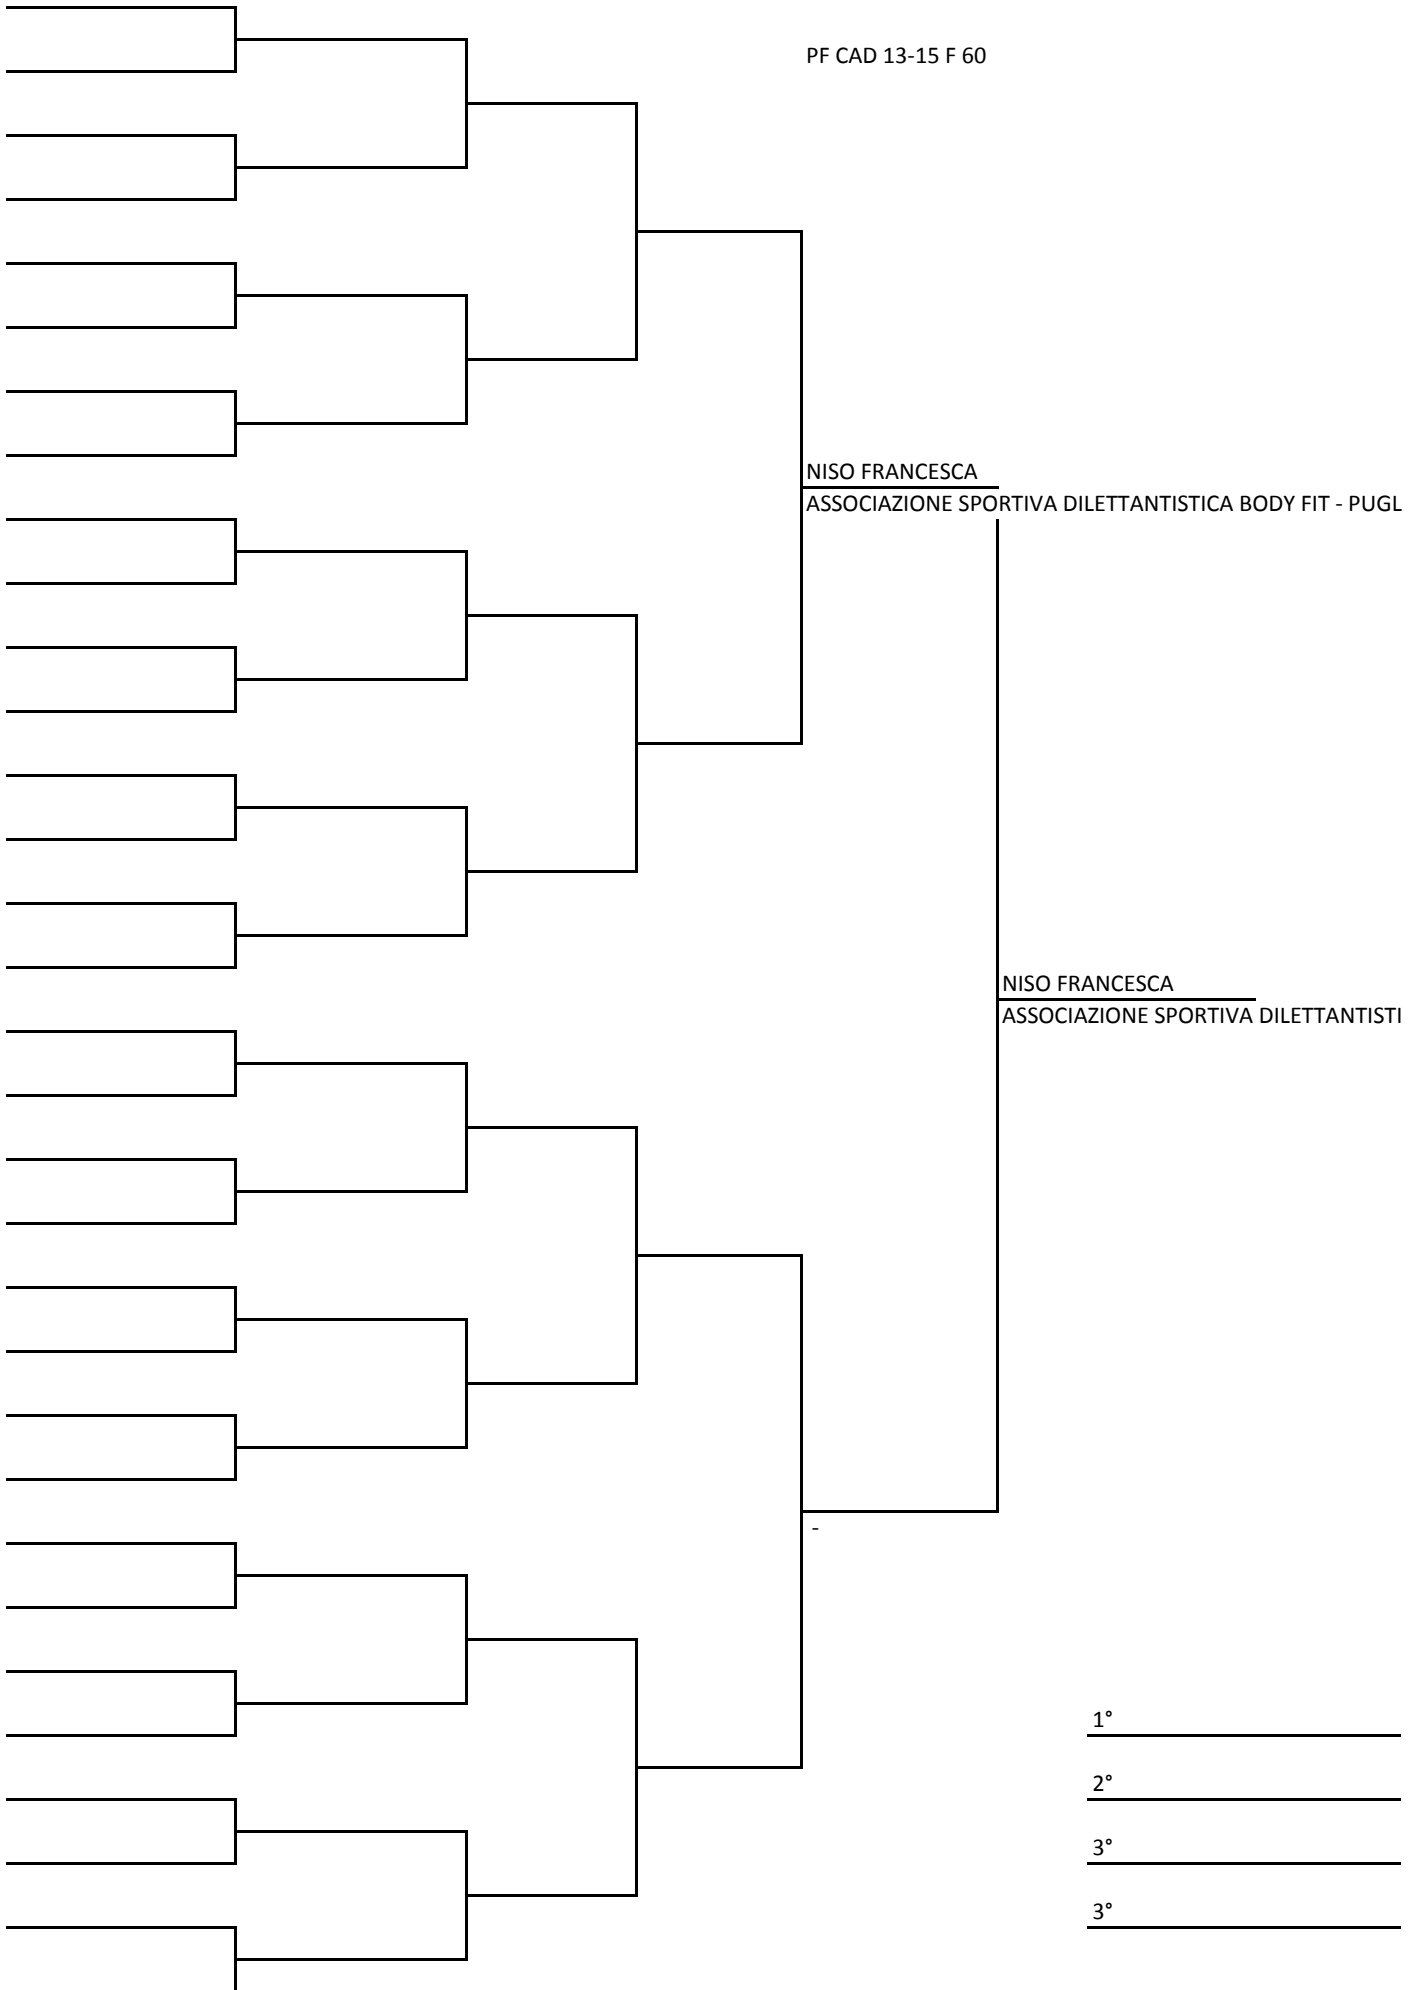 PF CAD 13-15 F 60
NISO FRANCESCA
ASSOCIAZIONE SPORTIVA DILETTANTISTICA BODY FIT - PUGL
NISO FRANCESCA
ASSOCIAZIONE SPORTIVA DILETTANTISTI
-
1°
2°
3°
3°